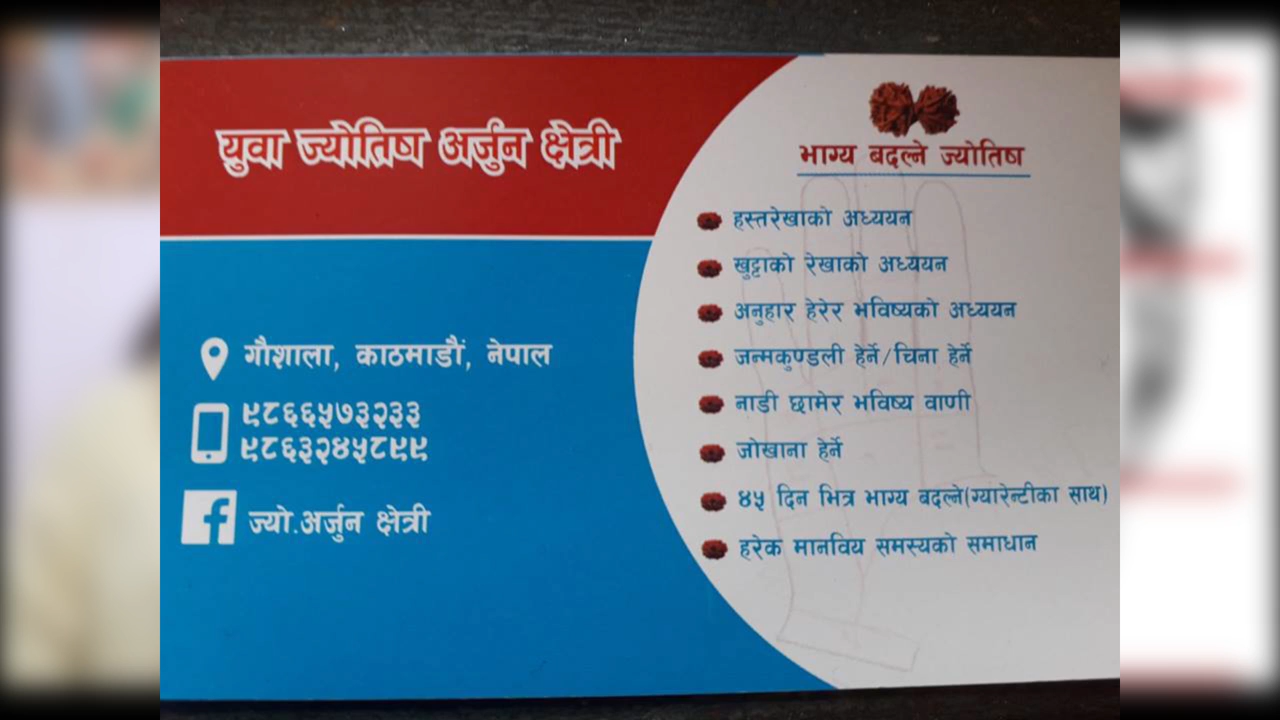 युवा ज्योतिष अर्जुन क्षेत्री
गौशाला, काठमाडौं, नेपाल
९८६६५७३२३३
९८६३२४५८९९
ज्यो.अर्जुन क्षेत्री
भाग्य बदल्ने ज्योतिष
हस्तरेखाको अध्ययन
खुट्टाको रेखाको अध्ययन
अनुहार हेरेर भविष्यको अध्ययन
जन्मकुण्डली हेर्ने/चिना हेर्ने
नाडी छामेर भविष्य वाणी
जोखाना हेर्ने
४५ दिन भित्र भाग्य बदल्ने(ग्यारेन्टीका साथ)
हरेक मानविय समस्यको समाधान